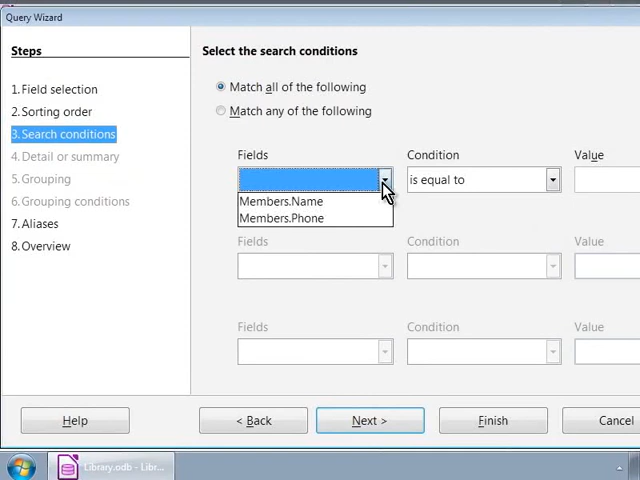 Query Wizard
Steps
1. Field selection
2. Sorting order
3. Search conditions
4. Detail or summary
5. Grouping
6. Grouping conditions
7. Aliases
8. Overview
Select the search conditions
Match all of the following
Match any of the following
Fields Condition Value
is equal to
Members.Name
Members.Phone
Fields Condition Value
Fields Condition Value
Help < Back Next > Finish Cancel
Library.odb - Libr...